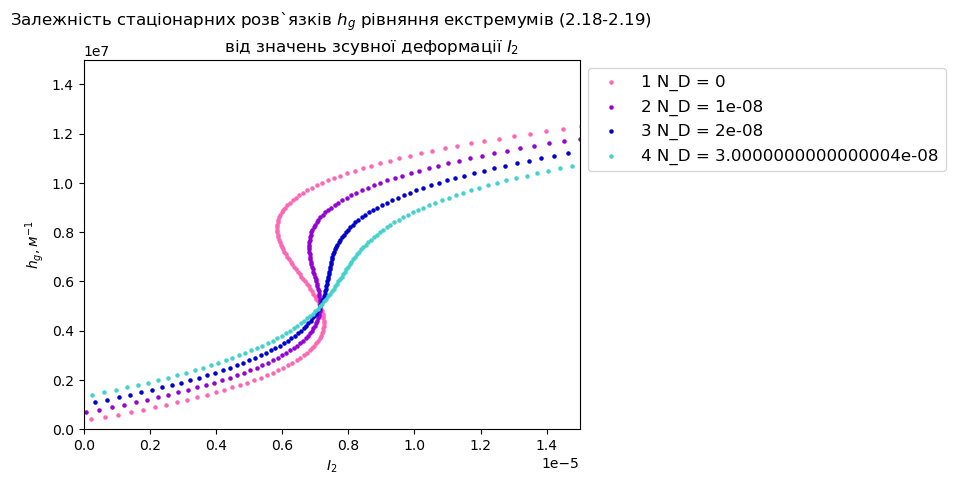 Залежність стаціонарних розв`язків h_g рівняння екстремумів (2.18-2.19)
від значень зсувної деформації I_2
1e7
1.4
1.2
1.0
0.8
0.6
0.4
0.2
0.0
h_g, м^{-1}
0.0 0.2 0.4 0.6 0.8 1.0 1.2 1.4
1e-5
I_2
1 N_D = 0
2 N_D = 1e-08
3 N_D = 2e-08
4 N_D = 3.0000000000000004e-08